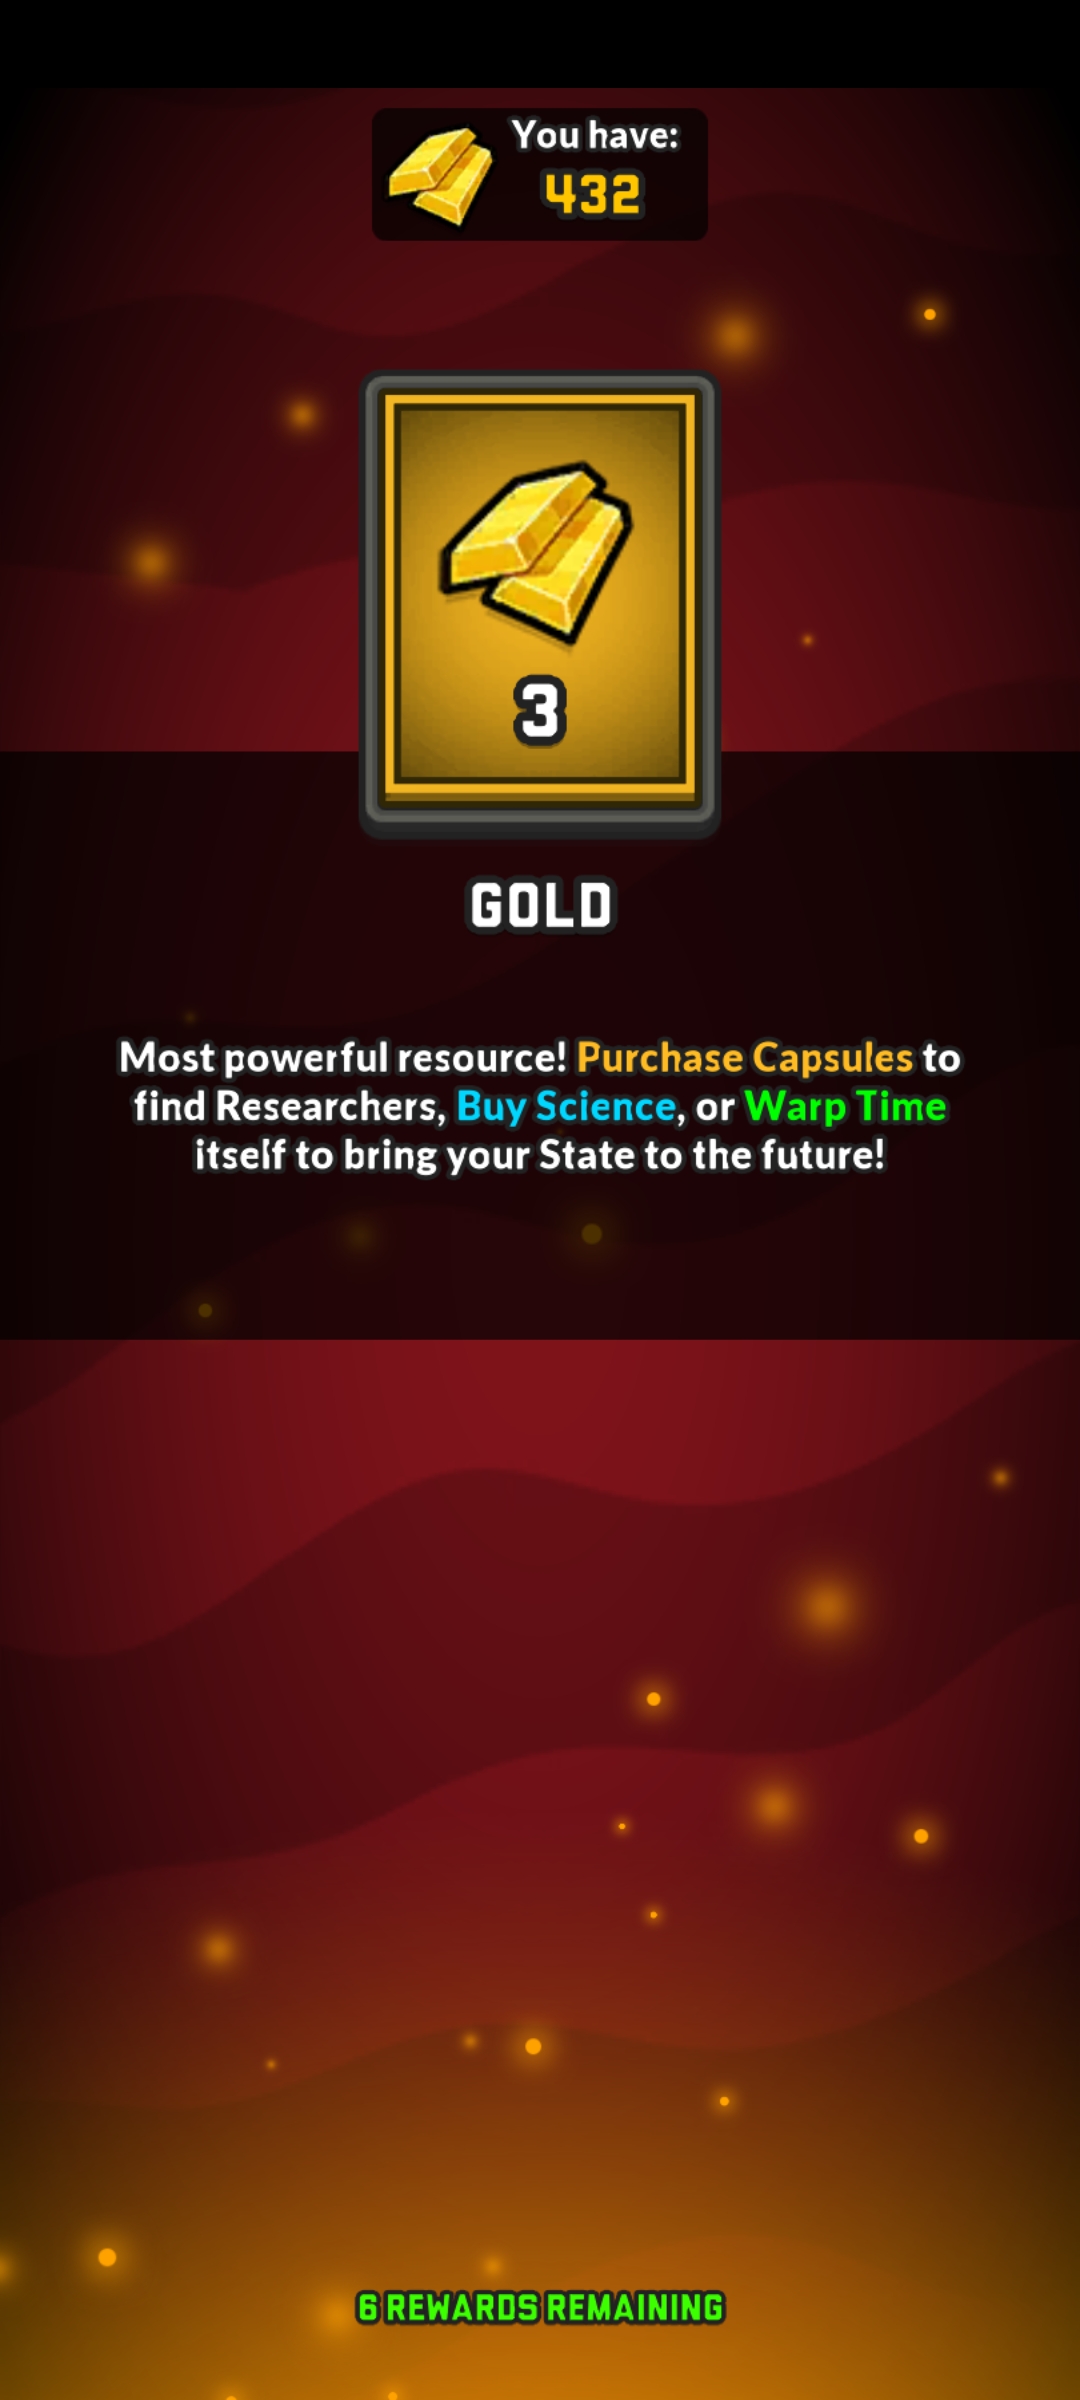 You have:
432
3
GOLD
Most powerful resource! Purchase Capsules to
find Researchers, Buy Science, or Warp Time
itself to bring your State to the future!
6 REWARDS REMAINING